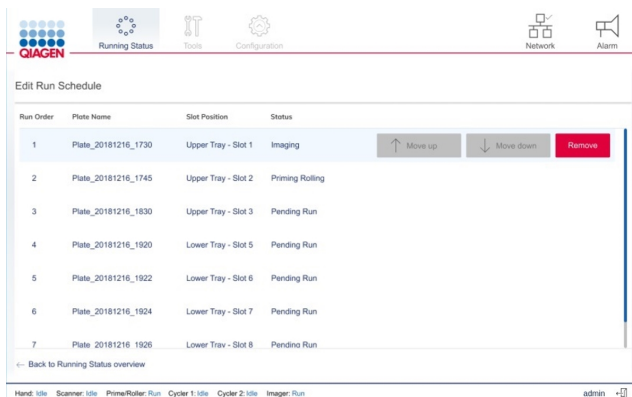 QIAGEN
Running Status
Tools
Configuration
Network
Alarm
Edit Run Schedule
Run Order Plate Name Slot Position Status
1 Plate_20181216_1730 Upper Tray - Slot 1 Imaging Move up Move down Remove
2 Plate_20181216_1745 Upper Tray - Slot 2 Priming Rolling
3 Plate_20181216_1830 Upper Tray - Slot 3 Pending Run
4 Plate_20181216_1920 Lower Tray - Slot 5 Pending Run
5 Plate_20181216_1922 Lower Tray - Slot 6 Pending Run
6 Plate_20181216_1924 Lower Tray - Slot 7 Pending Run
7 Plate_20181216_1926 Lower Tray - Slot 8 Pending Run
← Back to Running Status overview
Hand: Idle Scanner: Idle Prime/Roller: Run Cycler 1: Idle Cycler 2: Idle Imager: Run admin